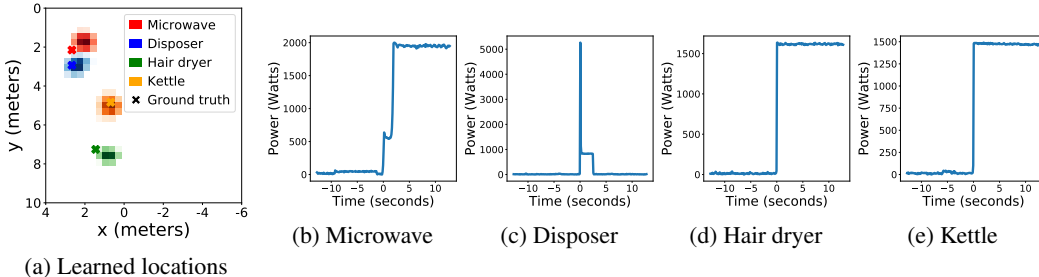 0
2
4
6
8
10
y (meters)
4 2 0 -2 -4 -6
x (meters)
Microwave
Disposer
Hair dryer
Kettle
Ground truth
(a) Learned locations
2000
1500
1000
500
0
Power (Watts)
−10 −5 0 5 10
Time (seconds)
(b) Microwave
5000
4000
3000
2000
1000
0
Power (Watts)
−10 −5 0 5 10
Time (seconds)
(c) Disposer
1500
1250
1000
750
500
250
0
Power (Watts)
−10 −5 0 5 10
Time (seconds)
(d) Hair dryer
1500
1250
1000
750
500
250
0
Power (Watts)
−10 −5 0 5 10
Time (seconds)
(e) Kettle